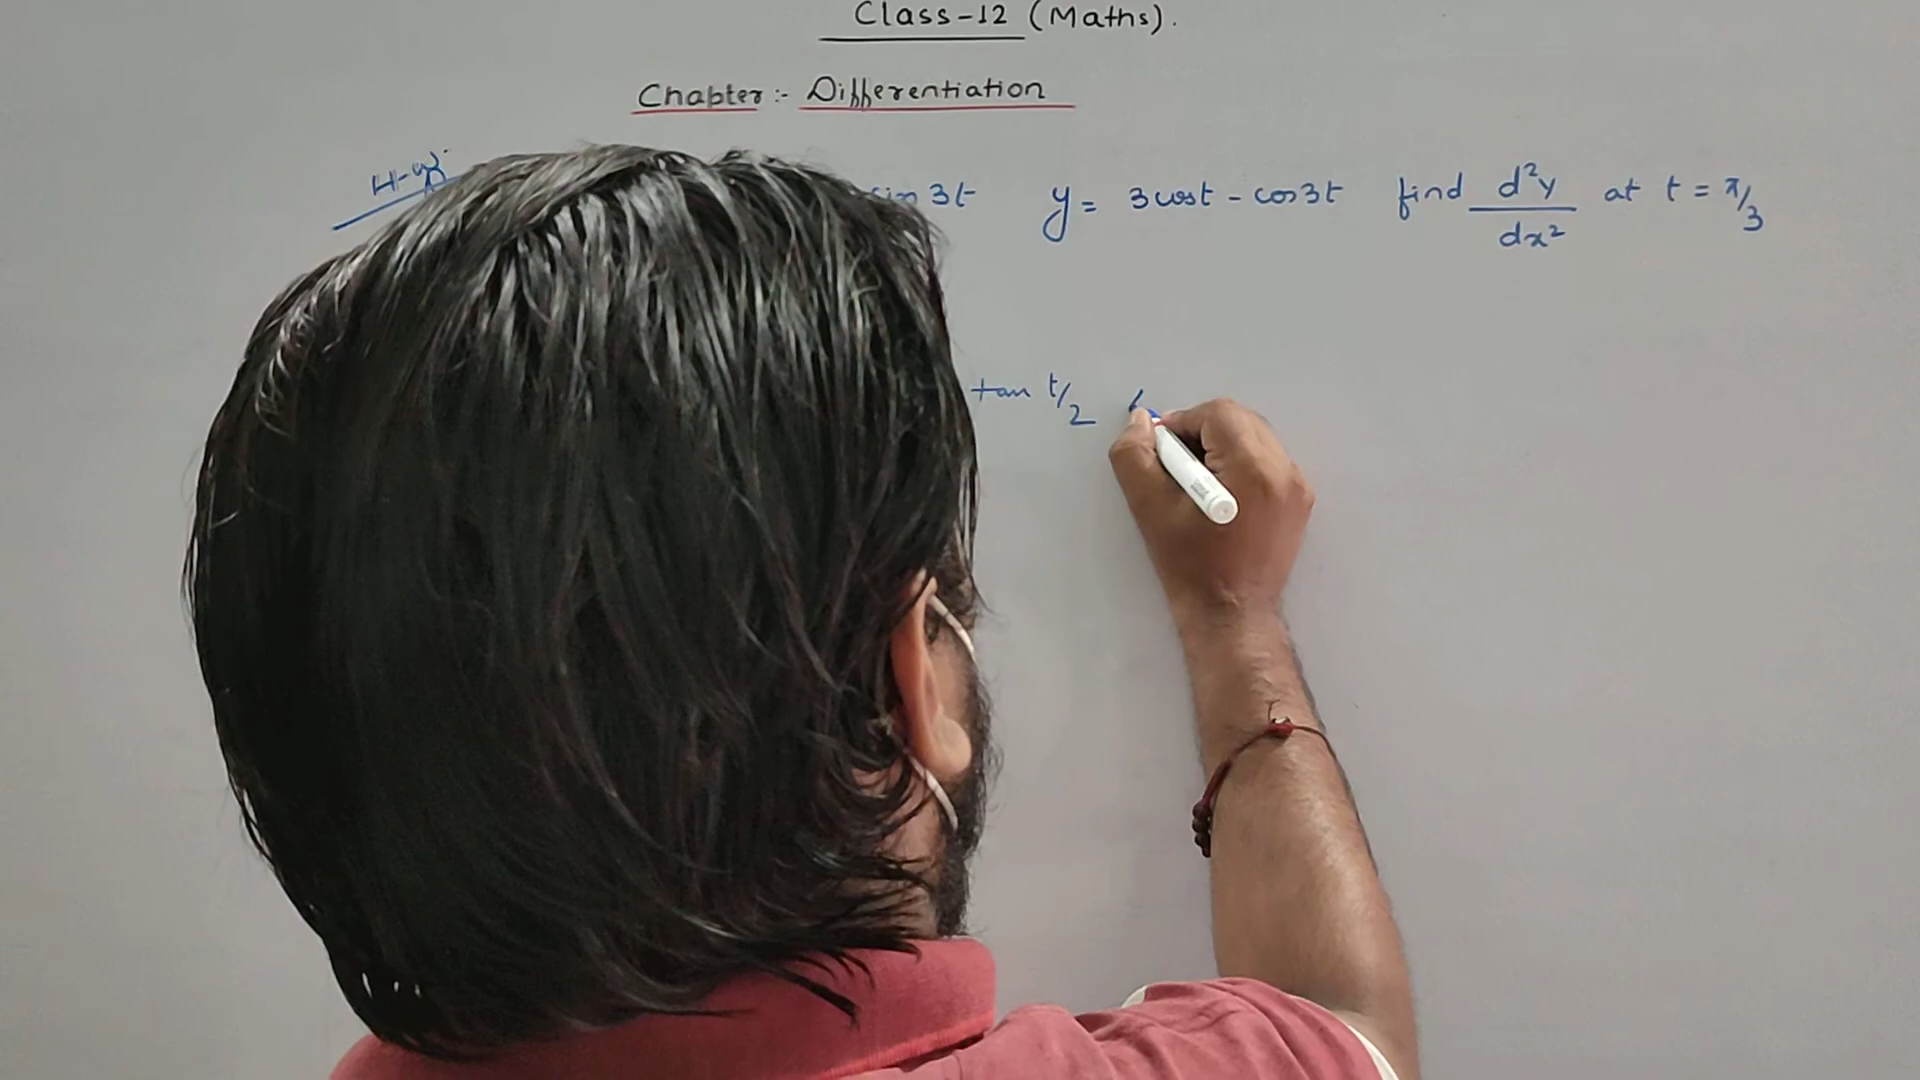 Class-12 (Maths).
Chapter :- Differentiation
H-W
sin 3t y = 3cost - cos3t find d²y/dx² at t = π/3
tan t/2